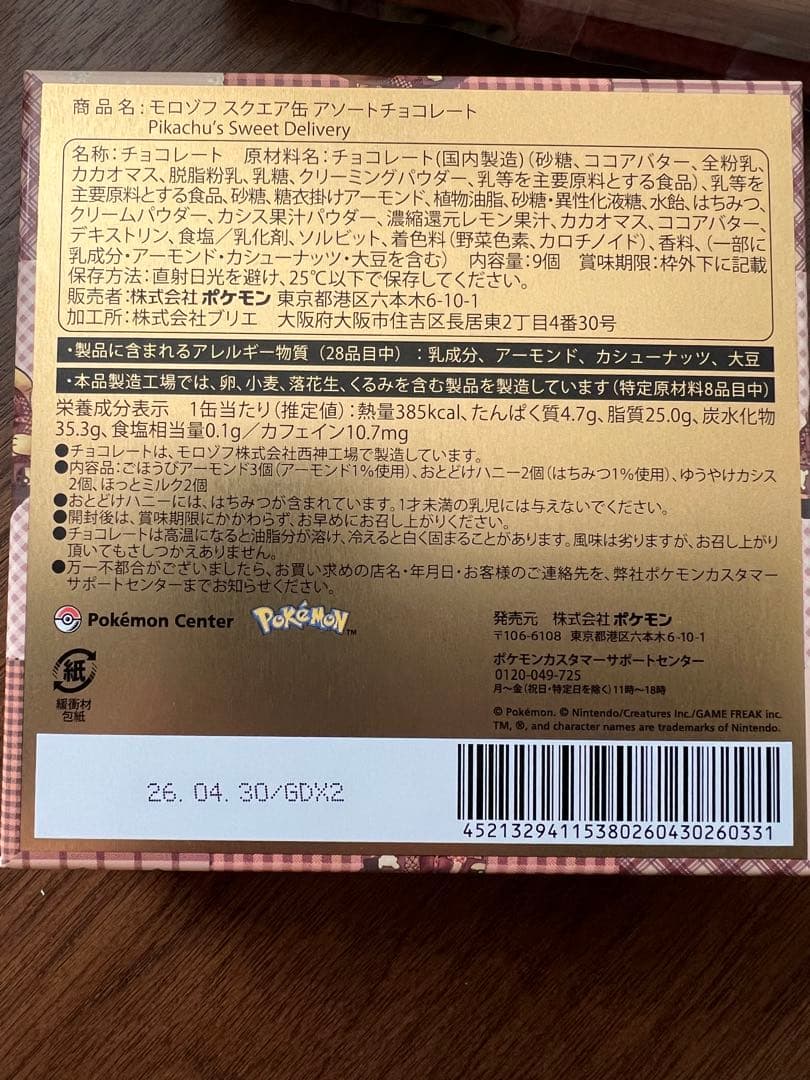 商品名：モロゾフ スクエア缶 アソートチョコレート
Pikachu's Sweet Delivery
名称：チョコレート　原材料名：チョコレート(国内製造)（砂糖、ココアバター、全粉乳、
カカオマス、脱脂粉乳、乳糖、クリーミングパウダー、乳等を主要原料とする食品）、乳等を
主要原料とする食品、砂糖、糖衣掛けアーモンド、植物油脂、砂糖・異性化液糖、水飴、はちみつ、
クリームパウダー、カシス果汁パウダー、濃縮還元レモン果汁、カカオマス、ココアバター、
デキストリン、食塩／乳化剤、ソルビット、着色料（野菜色素、カロチノイド）、香料、（一部に
乳成分・アーモンド・カシューナッツ・大豆を含む）　内容量：9個　賞味期限：枠外下に記載
保存方法：直射日光を避け、25℃以下で保存してください。
販売者：株式会社ポケモン 東京都港区六本木6-10-1
加工所：株式会社ブリエ　大阪府大阪市住吉区長居東2丁目4番30号
・製品に含まれるアレルギー物質（28品目中）：乳成分、アーモンド、カシューナッツ、大豆
・本品製造工場では、卵、小麦、落花生、くるみを含む製品を製造しています（特定原材料8品目中）
栄養成分表示　1缶当たり（推定値）：熱量385kcal、たんぱく質4.7g、脂質25.0g、炭水化物
35.3g、食塩相当量0.1g／カフェイン10.7mg
●チョコレートは、モロゾフ株式会社西神工場で製造しています。
●内容品：ごほうびアーモンド3個（アーモンド1%使用）、おとどけハニー2個（はちみつ1%使用）、ゆうやけカシス
2個、ほっとミルク2個
●おとどけハニーには、はちみつが含まれています。1才未満の乳児には与えないでください。
●開封後は、賞味期限にかかわらず、お早めにお召し上がりください。
●チョコレートは高温になると油脂分が溶け、冷えると白く固まることがあります。風味は劣りますが、お召し上がり
頂いてもさしつかえありません。
●万一不都合がございましたら、お買い求めの店名・年月日・お客様のご連絡先を、弊社ポケモンカスタマー
サポートセンターまでお知らせください。
Pokémon Center
POKÉMON™
発売元　株式会社ポケモン
〒106-6108　東京都港区六本木6-10-1
ポケモンカスタマーサポートセンター
0120-049-725
月～金（祝日・特定日を除く）11時～18時
紙
緩衝材
包紙
© Pokémon. © Nintendo/Creatures Inc./GAME FREAK inc.
TM, ®, and character names are trademarks of Nintendo.
26. 04. 30/GDX2
4521329411538026043026​0331